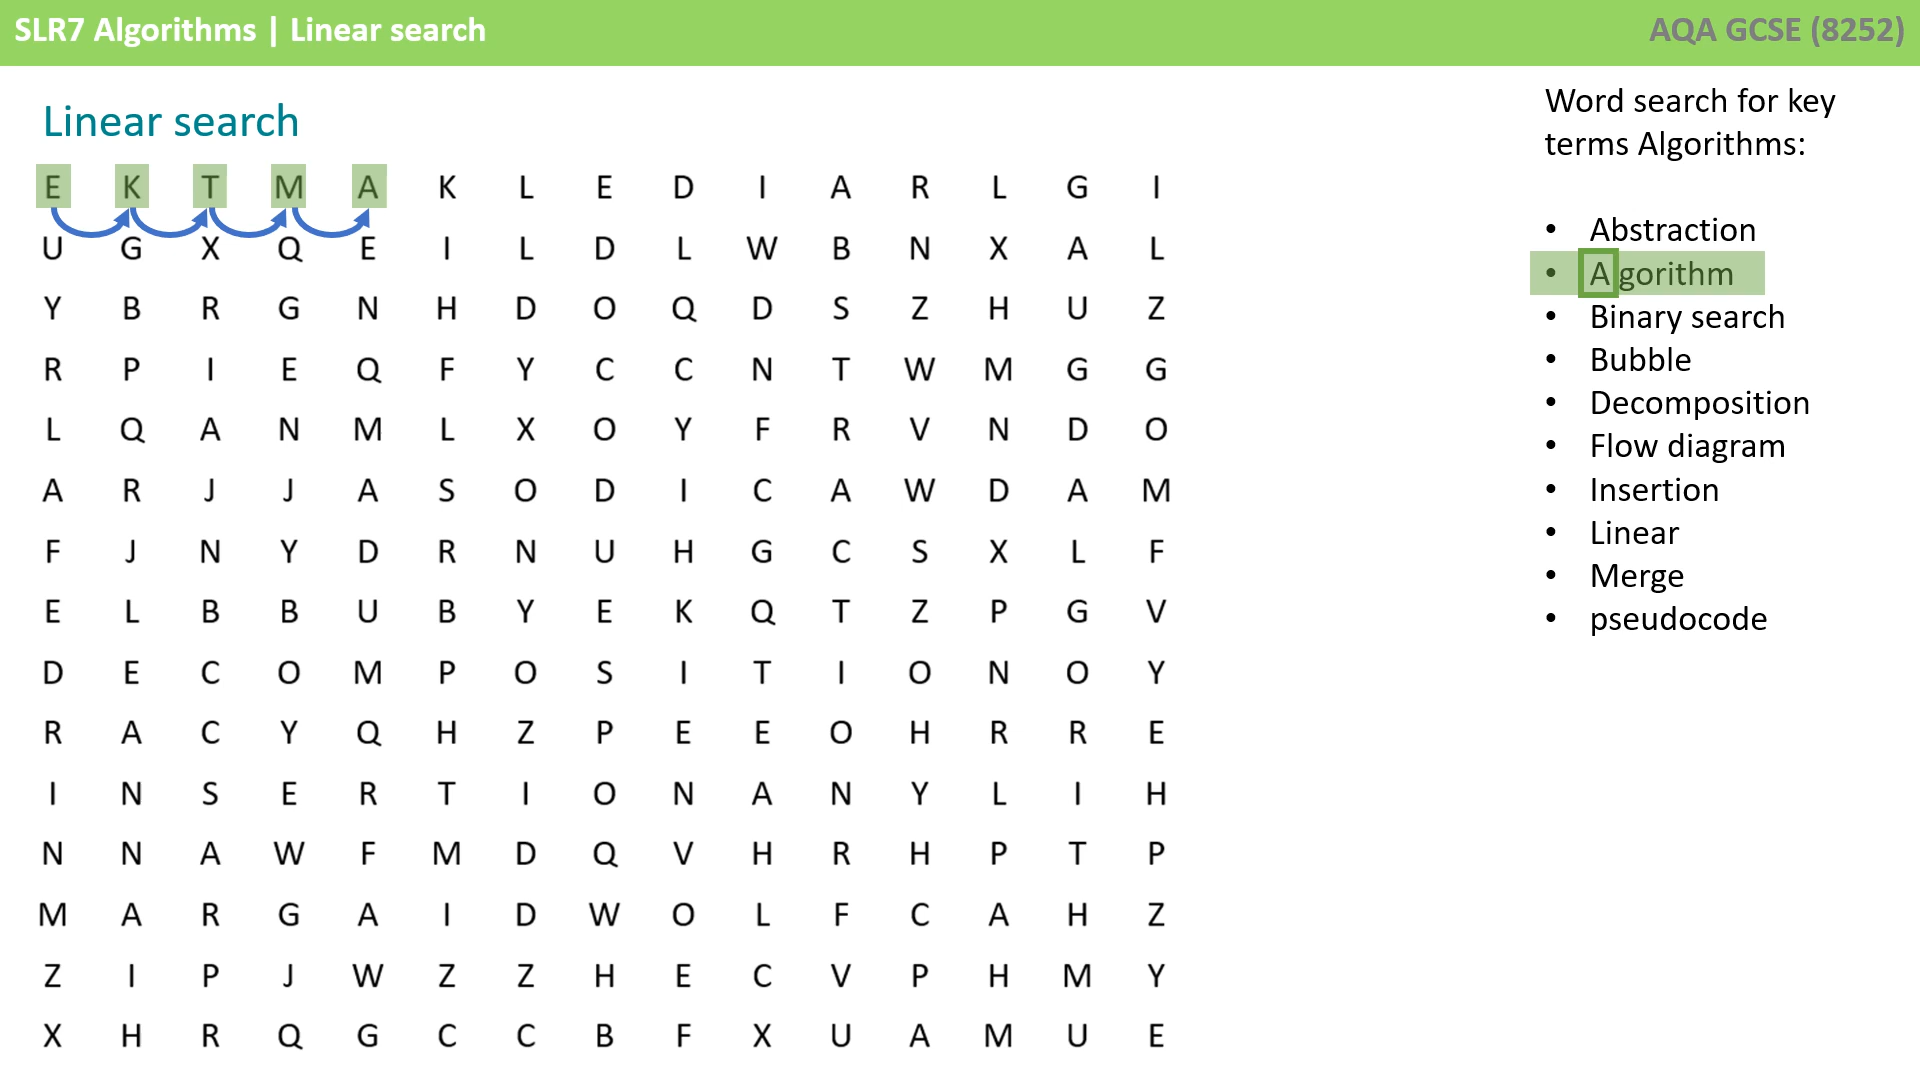 SLR7 Algorithms | Linear search
AQA GCSE (8252)
Linear search
E K T M A K L E D I A R L G I
U G X Q E I L D L W B N X A L
Y B R G N H D O Q D S Z H U Z
R P I E Q F Y C C N T W M G G
L Q A N M L X O Y F R V N D O
A R J J A S O D I C A W D A M
F J N Y D R N U H G C S X L F
E L B B U B Y E K Q T Z P G V
D E C O M P O S I T I O N O Y
R A C Y Q H Z P E E O H R R E
I N S E R T I O N A N Y L I H
N N A W F M D Q V H R H P T P
M A R G A I D W O L F C A H Z
Z I P J W Z Z H E C V P H M Y
X H R Q G C C B F X U A M U E
Word search for key
terms Algorithms:
• Abstraction
• Algorithm
• Binary search
• Bubble
• Decomposition
• Flow diagram
• Insertion
• Linear
• Merge
• pseudocode